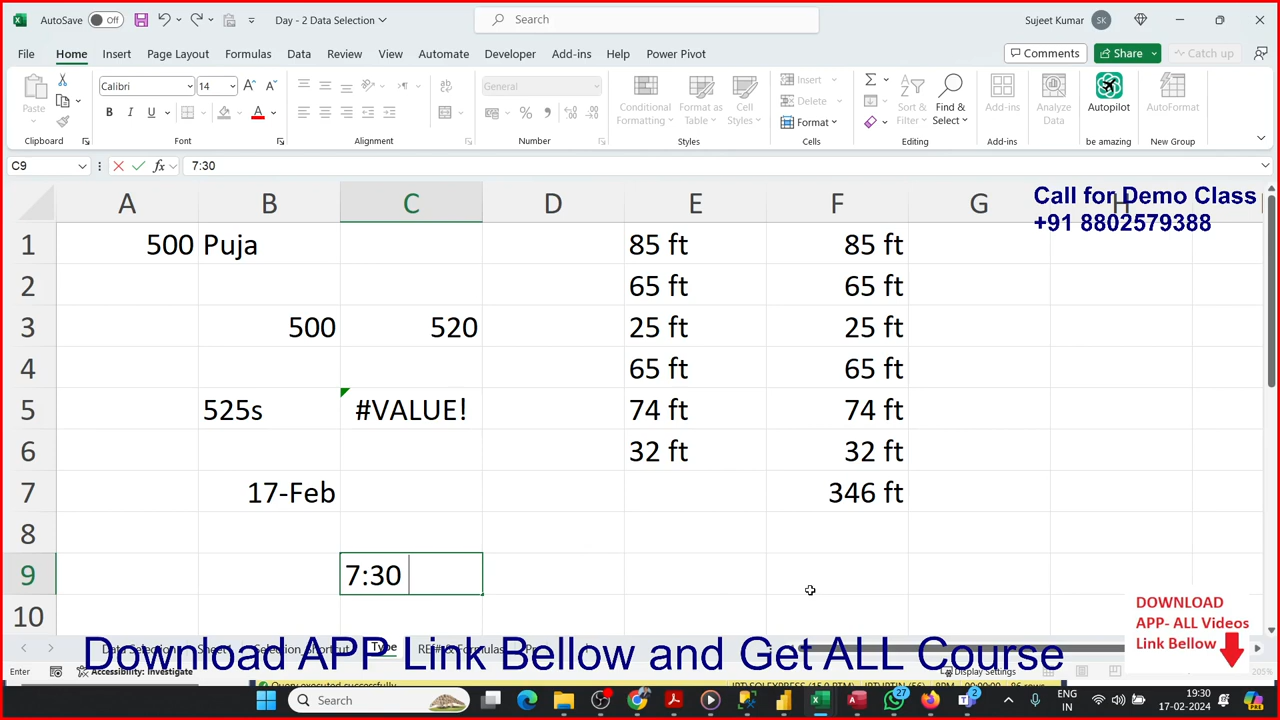 AutoSave Off Day - 2 Data Selection Search Sujeet Kumar SK
File Home Insert Page Layout Formulas Data Review View Automate Developer Add-ins Help Power Pivot Comments Share Catch up
Paste Calibri 14 General Conditional Formatting Format as Table Cell Styles Insert Delete Format Sort & Filter Find & Select Add-ins Analyze Data Autopilot AutoFormat
Clipboard Font Alignment Number Styles Cells Editing Add-ins be amazing New Group
C9 fx 7:30
Call for Demo Class
+91 8802579388
A B C D E F G H
1 500 Puja 85 ft 85 ft
2 65 ft 65 ft
3 500 520 25 ft 25 ft
4 65 ft 65 ft
5 525s #VALUE! 74 ft 74 ft
6 32 ft 32 ft
7 17-Feb 346 ft
8
9 7:30
10
DOWNLOAD
APP- ALL Videos
Link Bellow
Download APP Link Bellow and Get ALL Course
Type
Enter Accessibility: Investigate Display Settings 205%
Search 27 2 ENG IN 19:30 17-02-2024